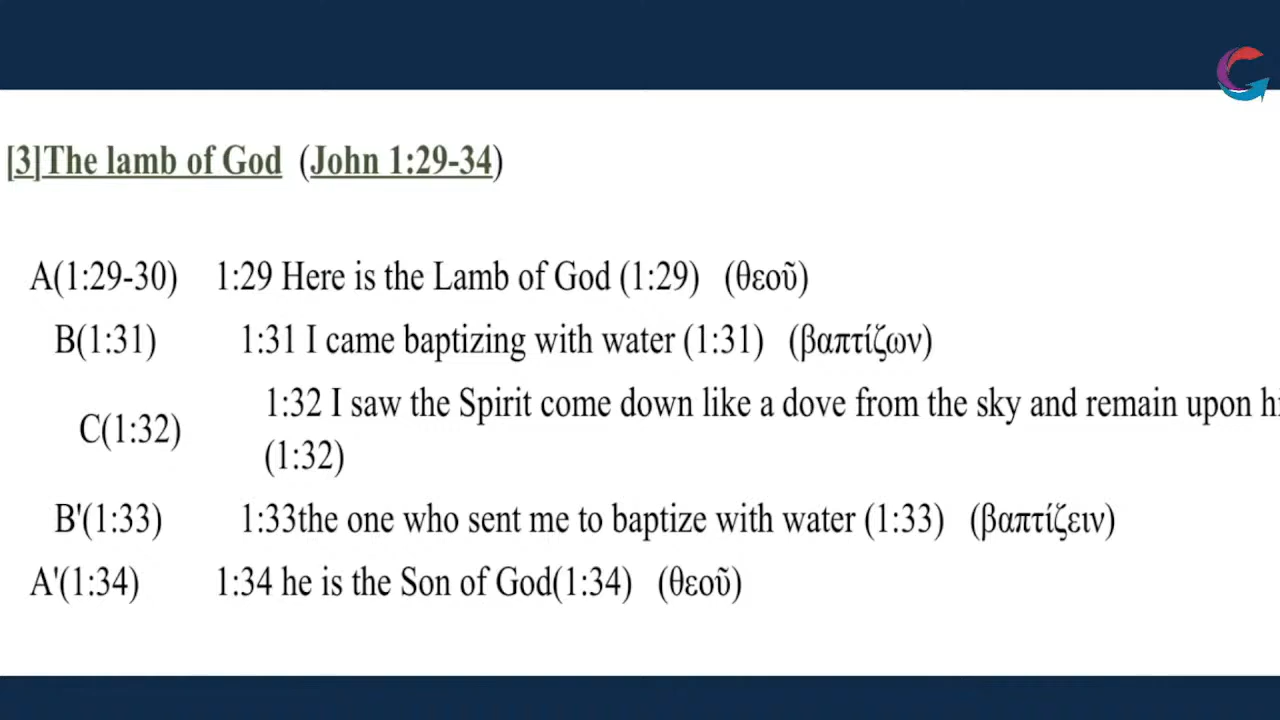 [3]The lamb of God (John 1:29-34)
A(1:29-30) 1:29 Here is the Lamb of God (1:29) (θεοῦ)
B(1:31) 1:31 I came baptizing with water (1:31) (βαπτίζων)
C(1:32) 1:32 I saw the Spirit come down like a dove from the sky and remain upon
(1:32)
B'(1:33) 1:33the one who sent me to baptize with water (1:33) (βαπτίζειν)
A'(1:34) 1:34 he is the Son of God(1:34) (θεοῦ)